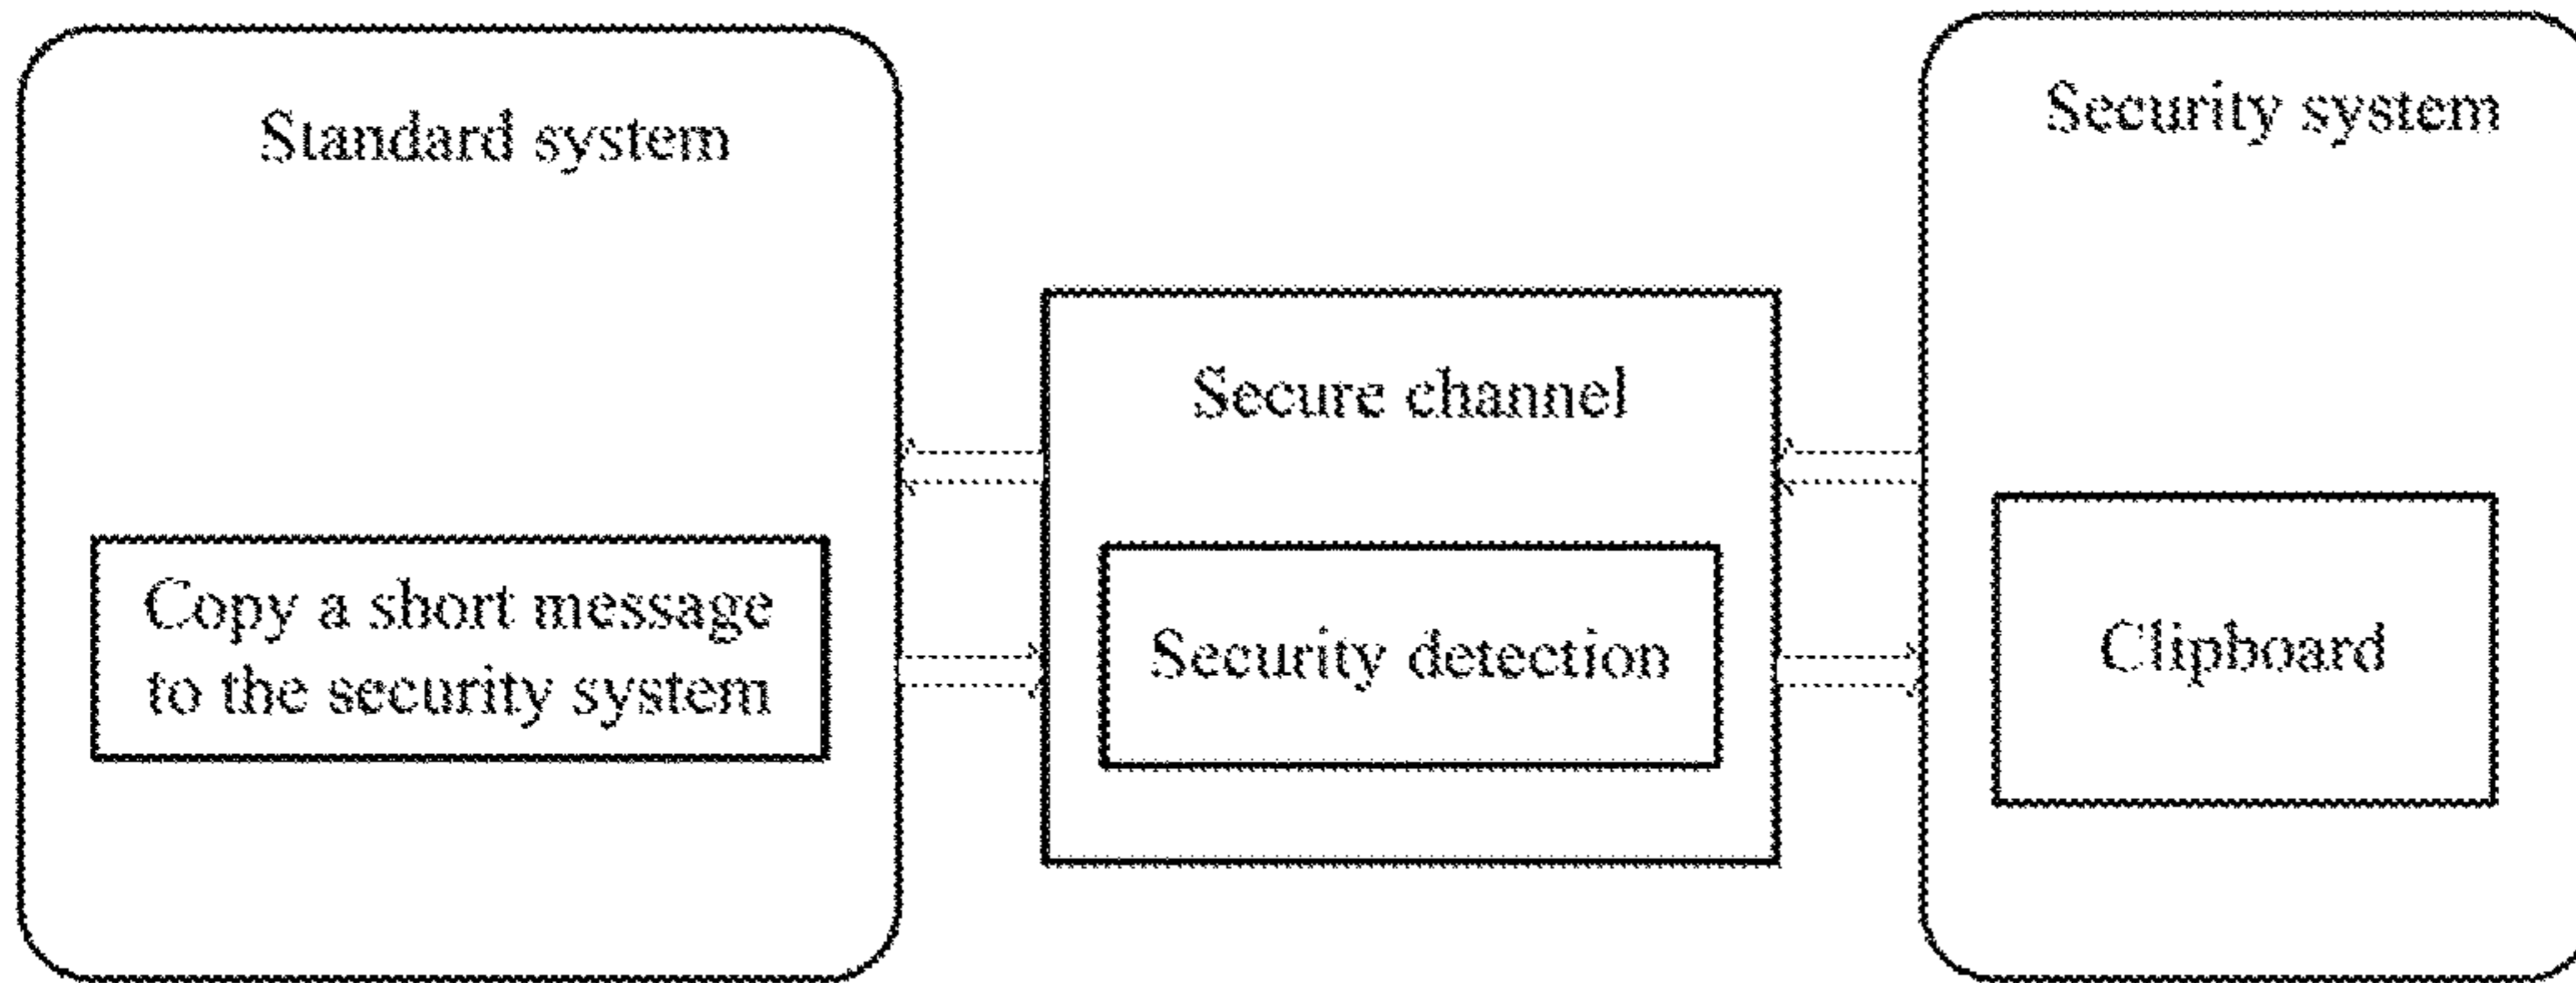 Standard system
Security system
Secure channel
Copy a short message
to the security system
Security detection
Clipboard